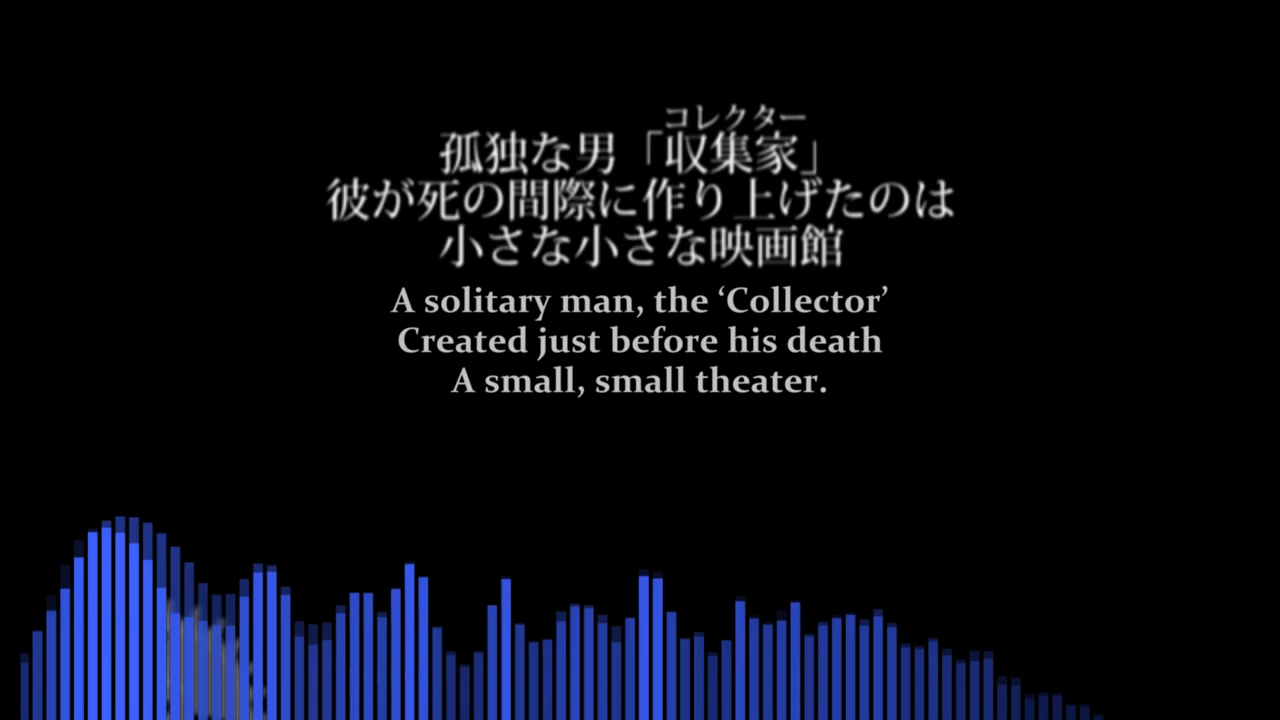 コレクター
孤独な男「収集家」
彼が死の間際に作り上げたのは
小さな小さな映画館
A solitary man, the ‘Collector’
Created just before his death
A small, small theater.